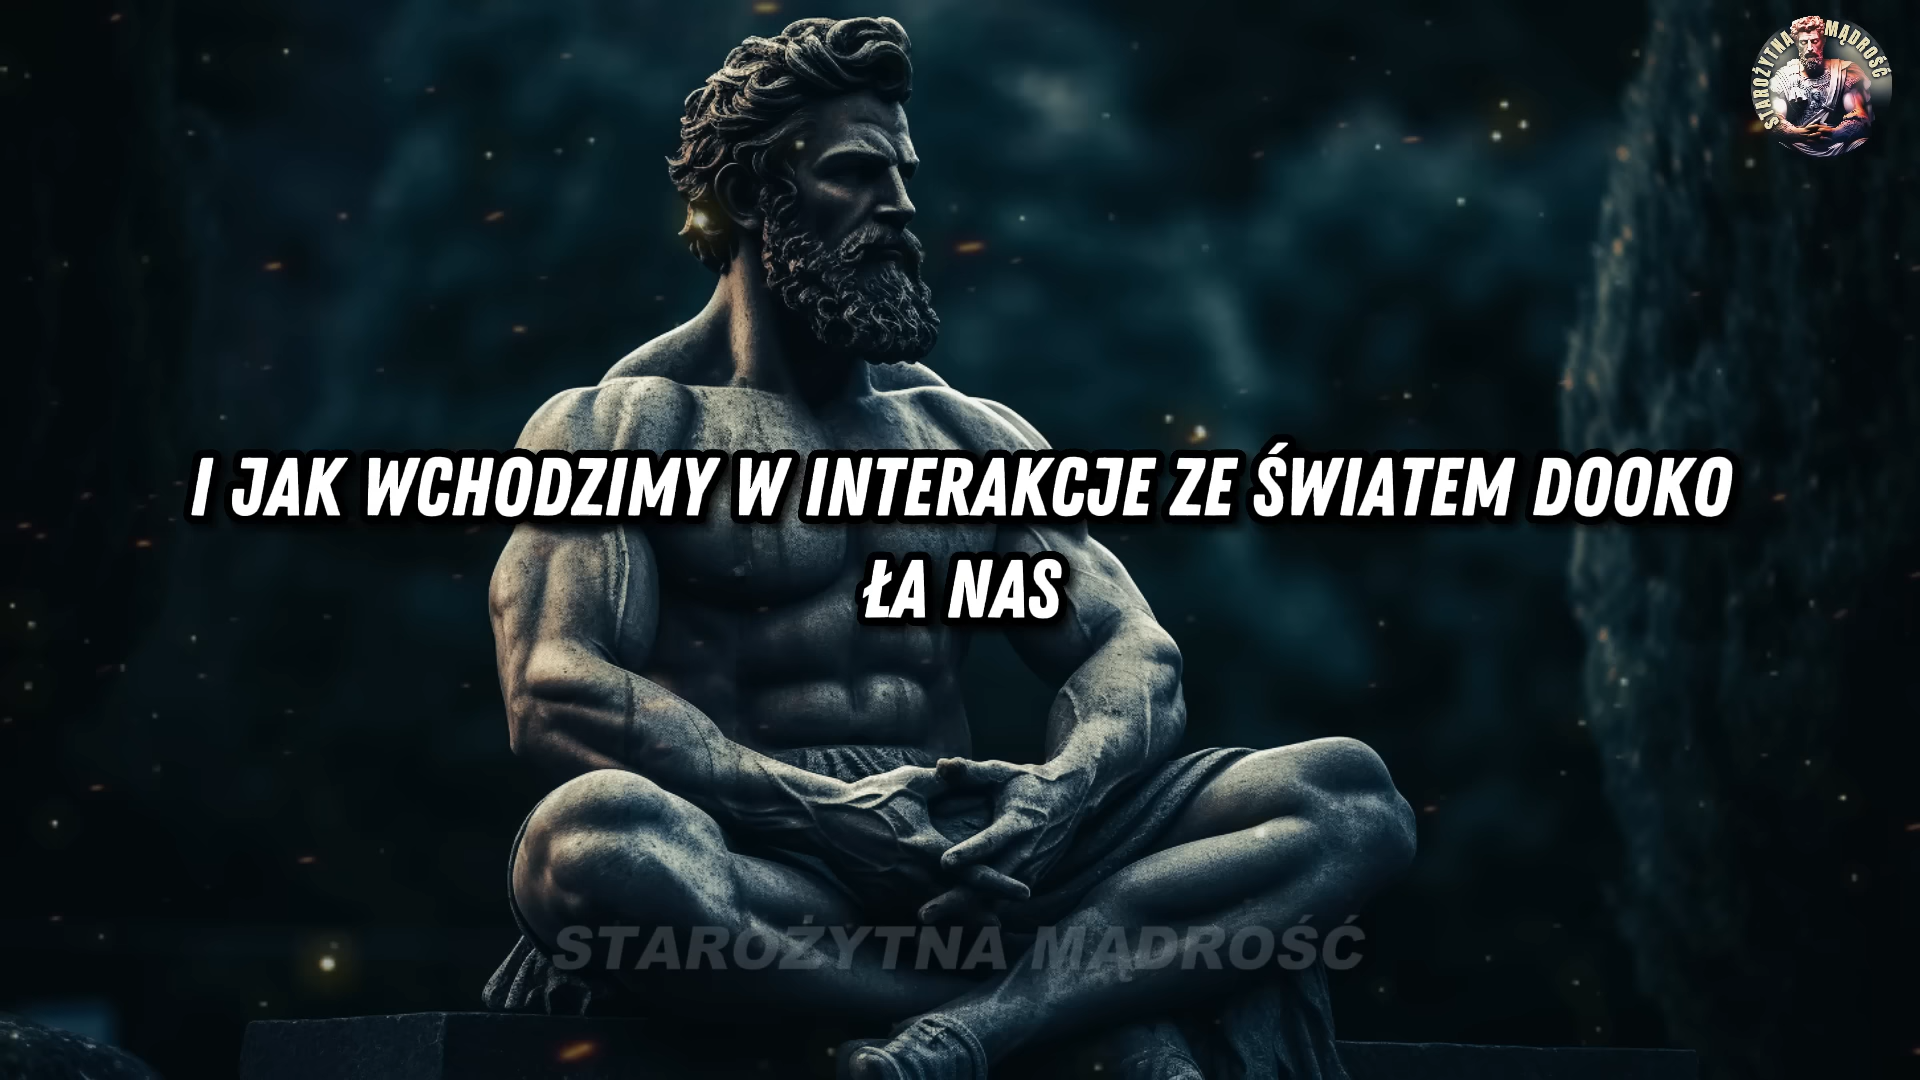 STAROŻYTNA MĄDROŚĆ
I JAK WCHODZIMY W INTERAKCJE ZE ŚWIATEM DOOKO
ŁA NAS
STAROŻYTNA MĄDROŚĆ